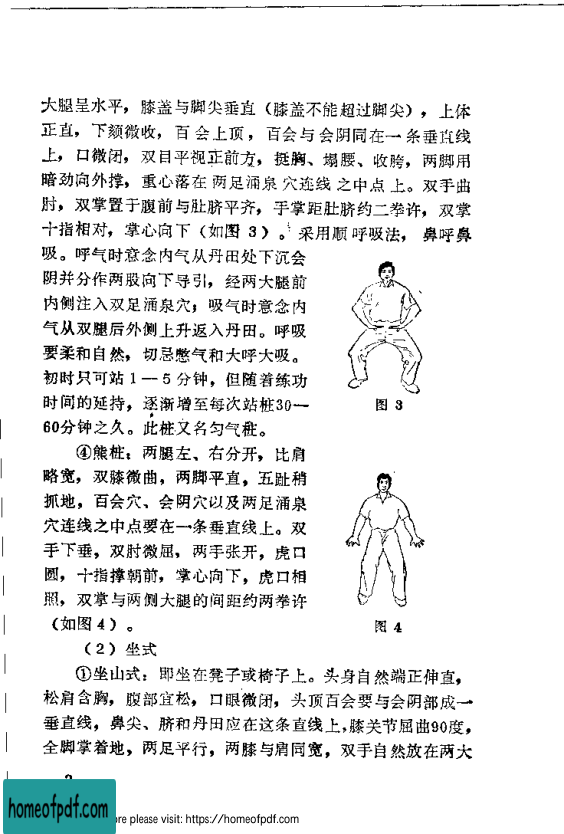 大腿呈水平，膝盖与脚尖垂直（膝盖不能超过脚尖），上体
正直，下颏微收，百会上顶，百会与会阴同在一条垂直线
上，口微闭，双目平视正前方，挺胸、塌腰、收胯，两脚用
暗劲向外撑，重心落在两足涌泉穴连线之中点上。双手曲
肘，双掌置于腹前与肚脐平齐，手掌距肚脐约二拳许，双掌
十指相对，掌心向下（如图 3）。采用顺呼吸法，鼻呼鼻
吸。呼气时意念内气从丹田处下沉会
阴并分作两股向下导引，经两大腿前
内侧注入双足涌泉穴；吸气时意念内
气从双腿后外侧上升返入丹田。呼吸
要柔和自然，切忌憋气和大呼大吸。
初时只可站 1 — 5 分钟，但随着练功
时间的延持，逐渐增至每次站桩30—
60分钟之久。此桩又名匀气桩。
图 3
④熊桩：两腿左、右分开，比肩
略宽，双膝微曲，两脚平直，五趾稍
抓地，百会穴、会阴穴以及两足涌泉
穴连线之中点要在一条垂直线上。双
手下垂，双肘微屈，两手张开，虎口
圆，十指撑朝前，掌心向下，虎口相
照，双掌与两侧大腿的间距约两拳许
（如图 4）。
图 4
（2）坐式
①坐山式：即坐在凳子或椅子上。头身自然端正伸直，
松肩含胸，腹部宜松，口眼微闭，头顶百会要与会阴部成一
垂直线，鼻尖、脐和丹田应在这条直线上，膝关节屈曲90度，
全脚掌着地，两足平行，两膝与肩同宽，双手自然放在两大
homeofpdf.com
re please visit: https://homeofpdf.com